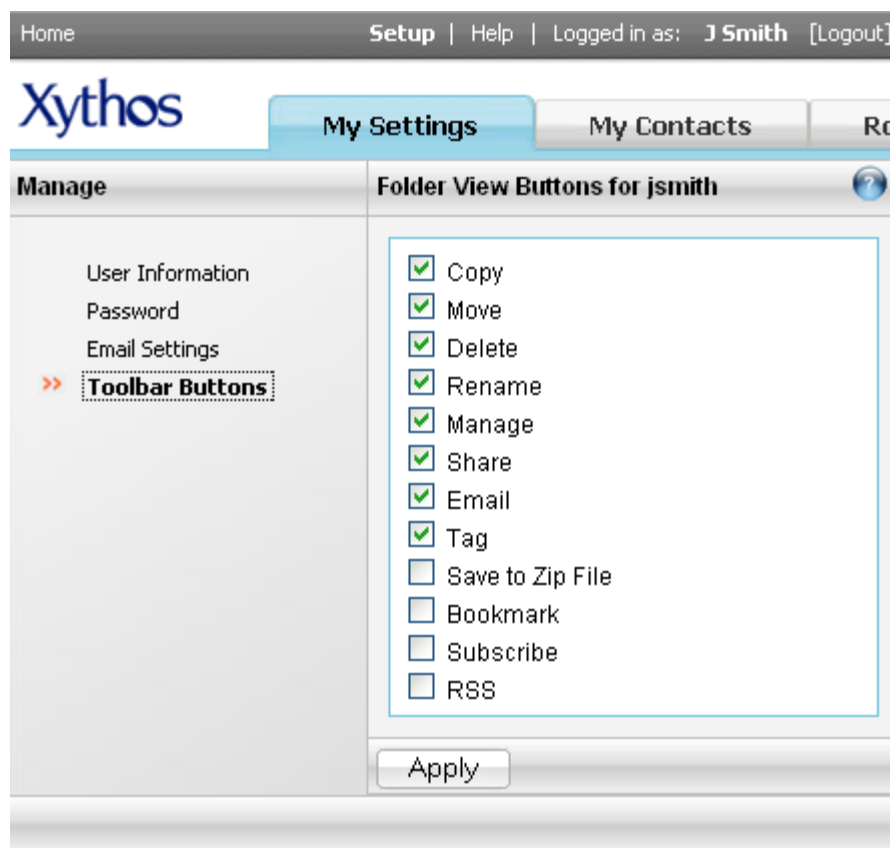 Home Setup | Help | Logged in as: J Smith [Logout]
Xythos
My Settings My Contacts
Manage
Folder View Buttons for jsmith ?
User Information
Password
Email Settings
>> Toolbar Buttons
Copy
Move
Delete
Rename
Manage
Share
Email
Tag
Save to Zip File
Bookmark
Subscribe
RSS
Apply